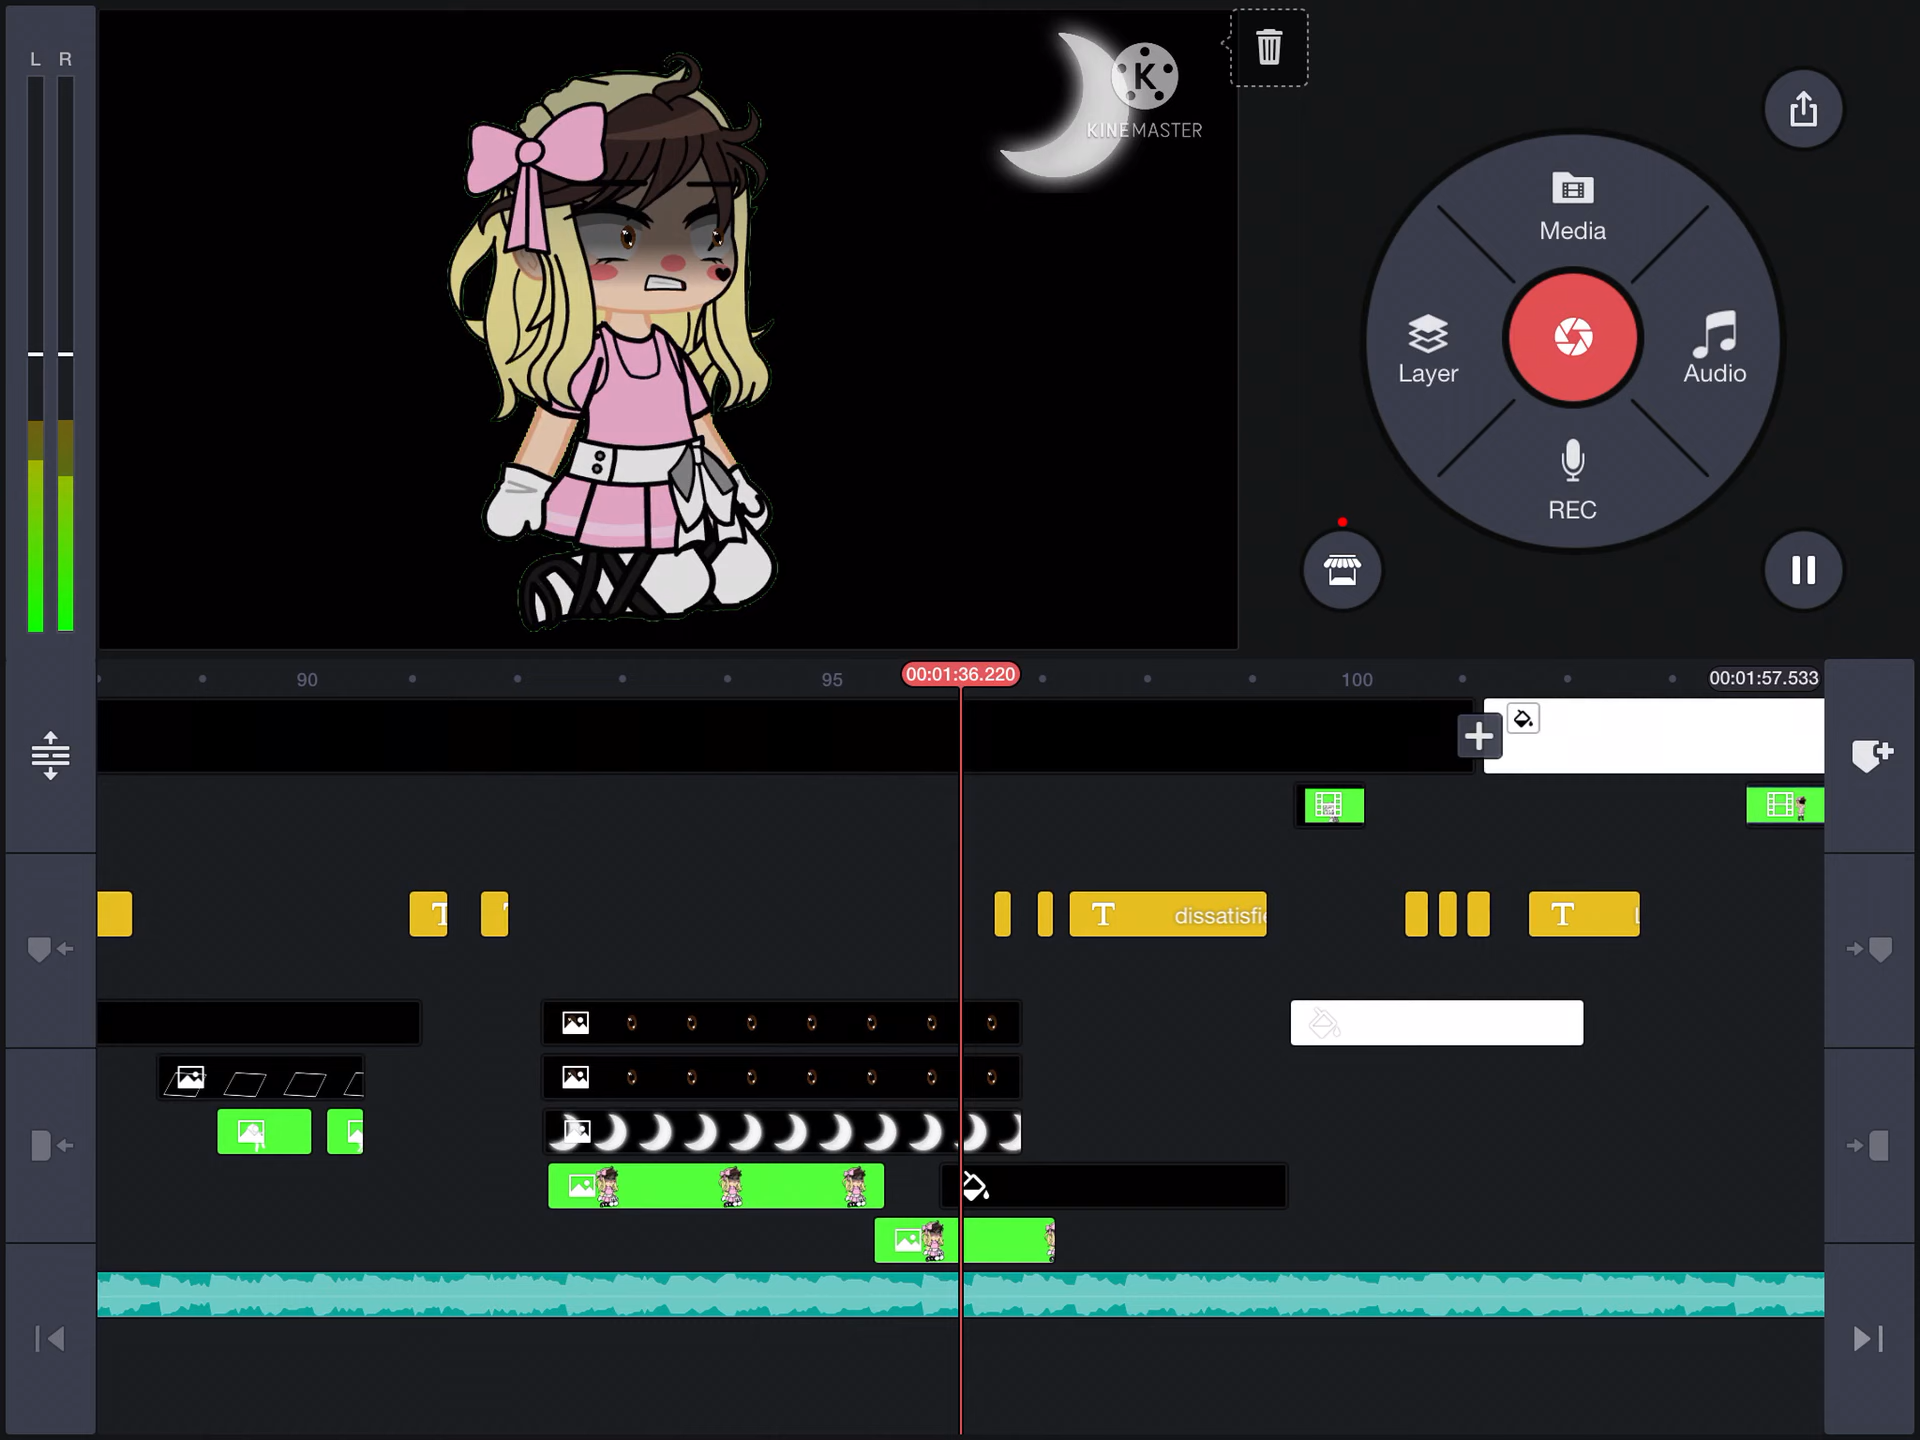 L R
K
KINEMASTER
Media
Layer
Audio
REC
90
95
00:01:36.220
100
00:01:57.533
T
T dissatisfi
T